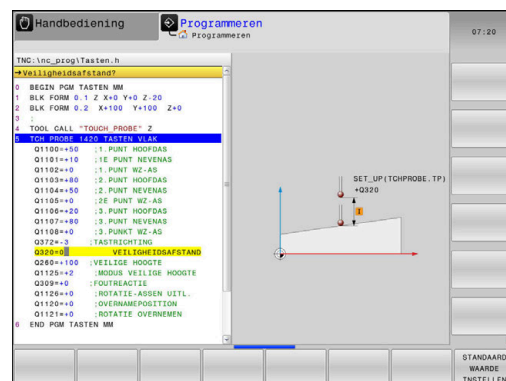 Handbediening
Programmeren
Programmeren
07:20
TNC:\nc_prog\Tasten.h
→Veiligheidsafstand?
0 BEGIN PGM TASTEN MM
1 BLK FORM 0.1 Z X+0 Y+0 Z-20
2 BLK FORM 0.2 X+100 Y+100 Z+0
3 ;
4 TOOL CALL "TOUCH_PROBE" Z
5 TCH PROBE 1420 TASTEN VLAK
Q1100=+50 ;1.PUNT HOOFDAS
Q1101=+10 ;1E PUNT NEVENAS
Q1102=+0 ;1.PUNT WZ-AS
Q1103=+80 ;2.PUNT HOOFDAS
Q1104=+50 ;2.PUNT NEVENAS
Q1105=+0 ;2E PUNT WZ-AS
Q1106=+20 ;3.PUNT HOOFDAS
Q1107=+80 ;3.PUNT NEVENAS
Q1108=+0 ;3.PUNKT WZ-AS
Q372=-3 ;TASTRICHTING
Q320=0 VEILIGHEIDSAFSTAND
Q260=+100 ;VEILIGE HOOGTE
Q1125=+2 ;MODUS VEILIGE HOOGTE
Q309=+0 ;FOUTREACTIE
Q1126=+0 ;ROTATIE-ASSEN UITL.
Q1120=+0 ;OVERNAMEPOSITION
Q1121=+0 ;ROTATIE OVERNEMEN
6 END PGM TASTEN MM
SET_UP(TCHPROBE.TP)
+Q320
I
STANDAARD
WAARDE
INSTELLEN